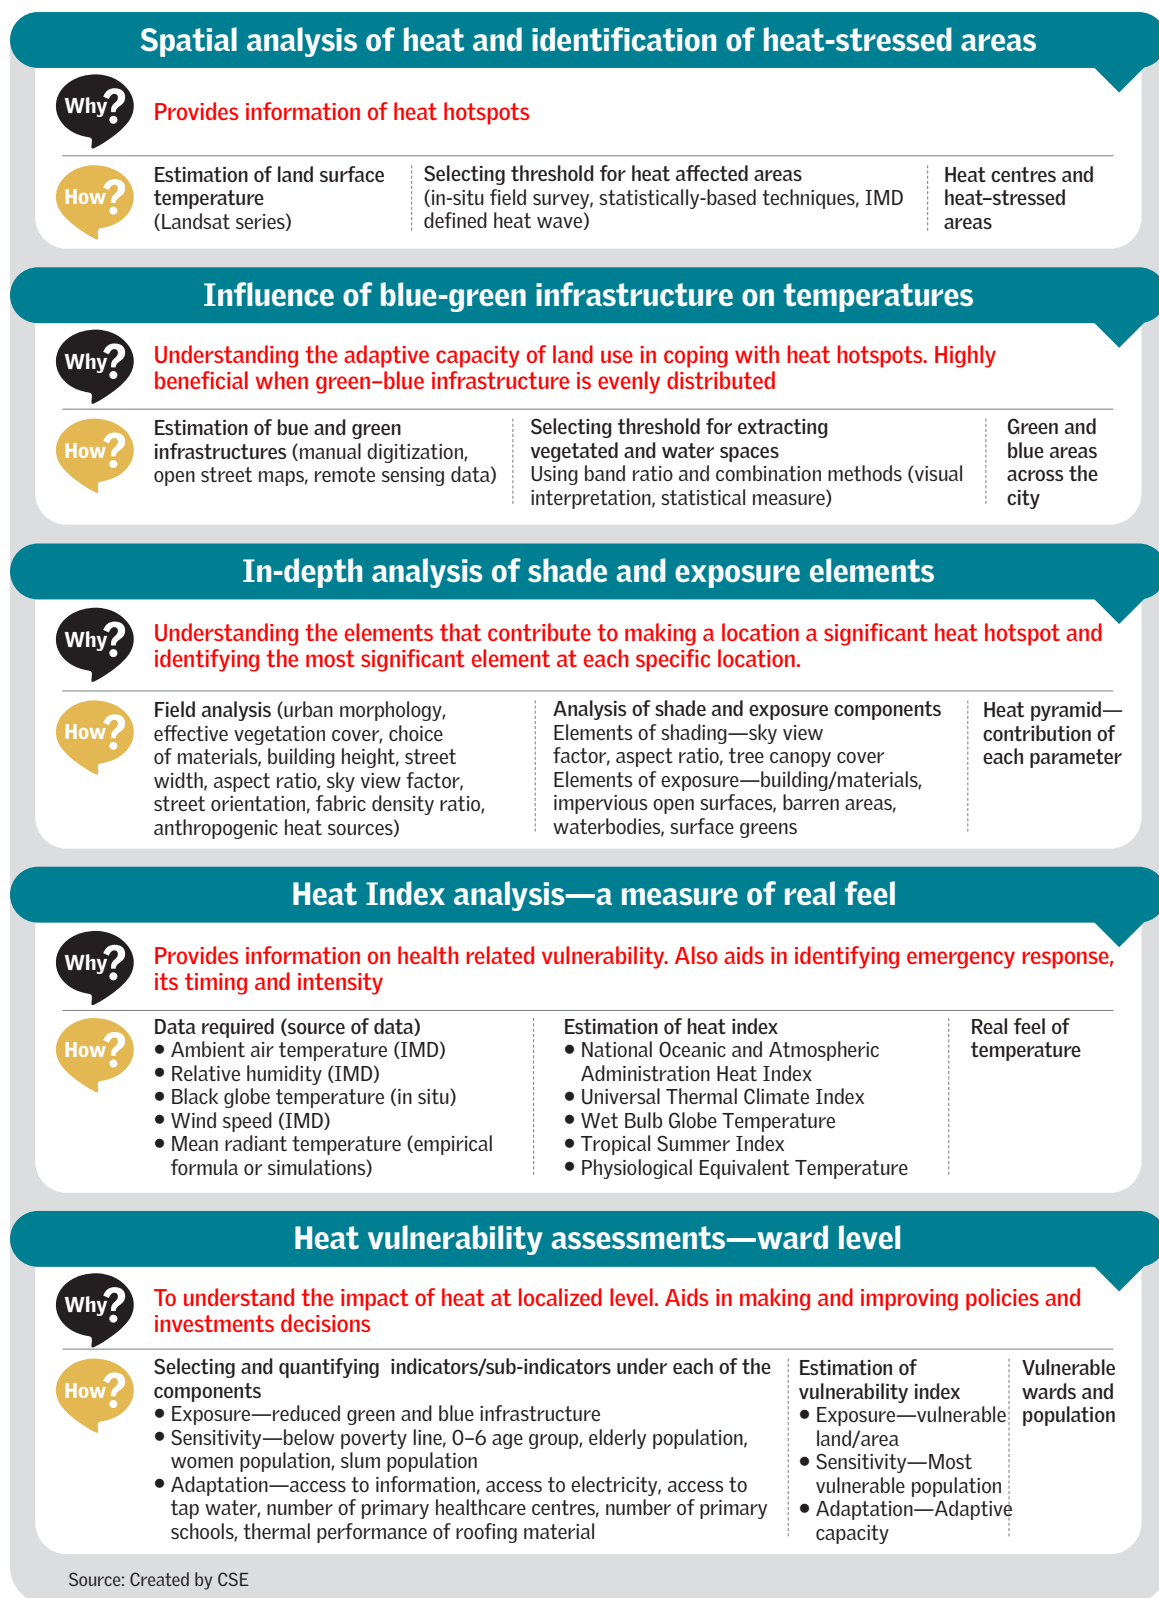 Spatial analysis of heat and identification of heat-stressed areas
Why?
Provides information of heat hotspots
How?
Estimation of land surface
temperature
(Landsat series)
Selecting threshold for heat affected areas
(in-situ field survey, statistically-based techniques, IMD
defined heat wave)
Heat centres and
heat–stressed
areas
Influence of blue-green infrastructure on temperatures
Why?
Understanding the adaptive capacity of land use in coping with heat hotspots. Highly
beneficial when green–blue infrastructure is evenly distributed
How?
Estimation of bue and green
infrastructures (manual digitization,
open street maps, remote sensing data)
Selecting threshold for extracting
vegetated and water spaces
Using band ratio and combination methods (visual
interpretation, statistical measure)
Green and
blue areas
across the
city
In-depth analysis of shade and exposure elements
Why?
Understanding the elements that contribute to making a location a significant heat hotspot and
identifying the most significant element at each specific location.
How?
Field analysis (urban morphology,
effective vegetation cover, choice
of materials, building height, street
width, aspect ratio, sky view factor,
street orientation, fabric density ratio,
anthropogenic heat sources)
Analysis of shade and exposure components
Elements of shading—sky view
factor, aspect ratio, tree canopy cover
Elements of exposure—building/materials,
impervious open surfaces, barren areas,
waterbodies, surface greens
Heat pyramid—
contribution of
each parameter
Heat Index analysis—a measure of real feel
Why?
Provides information on health related vulnerability. Also aids in identifying emergency response,
its timing and intensity
How?
Data required (source of data)
• Ambient air temperature (IMD)
• Relative humidity (IMD)
• Black globe temperature (in situ)
• Wind speed (IMD)
• Mean radiant temperature (empirical
formula or simulations)
Estimation of heat index
• National Oceanic and Atmospheric
Administration Heat Index
• Universal Thermal Climate Index
• Wet Bulb Globe Temperature
• Tropical Summer Index
• Physiological Equivalent Temperature
Real feel of
temperature
Heat vulnerability assessments—ward level
Why?
To understand the impact of heat at localized level. Aids in making and improving policies and
investments decisions
How?
Selecting and quantifying indicators/sub-indicators under each of the
components
• Exposure—reduced green and blue infrastructure
• Sensitivity—below poverty line, 0–6 age group, elderly population,
women population, slum population
• Adaptation—access to information, access to electricity, access to
tap water, number of primary healthcare centres, number of primary
schools, thermal performance of roofing material
Estimation of
vulnerability index
• Exposure—vulnerable
land/area
• Sensitivity—Most
vulnerable population
• Adaptation—Adaptive
capacity
Vulnerable
wards and
population
Source: Created by CSE